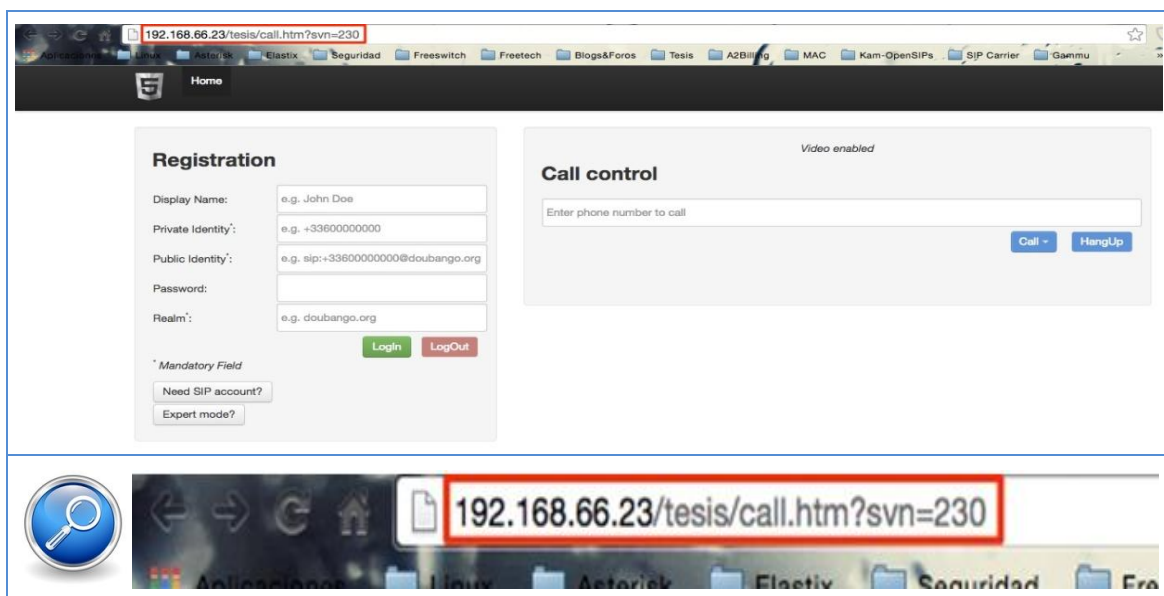 192.168.66.23/tesis/call.htm?svn=230
Aplicaciones Linux Asterisk Elastix Seguridad Freeswitch Freetech Blogs&Foros Tesis A2Billing MAC Kam-OpenSIPs SIP Carrier Gammu »
Home
Registration
Display Name: e.g. John Doe
Private Identity*: e.g. +33600000000
Public Identity*: e.g. sip:+33600000000@doubango.org
Password:
Realm*: e.g. doubango.org
LogIn LogOut
* Mandatory Field
Need SIP account?
Expert mode?
Video enabled
Call control
Enter phone number to call
Call HangUp
192.168.66.23/tesis/call.htm?svn=230
Aplicaciones Linux Asterisk Elastix Seguridad Fre